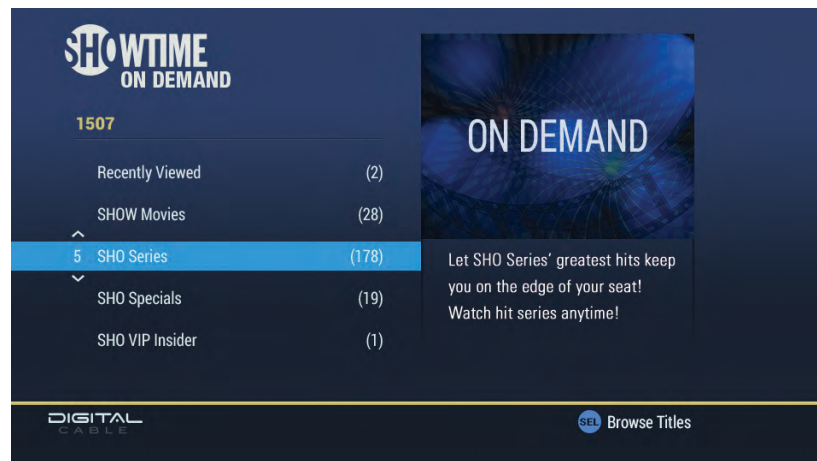 SHOWTIME
ON DEMAND
1507
Recently Viewed (2)
SHOW Movies (28)
5 SHO Series (178)
SHO Specials (19)
SHO VIP Insider (1)
ON DEMAND
Let SHO Series' greatest hits keep
you on the edge of your seat!
Watch hit series anytime!
DIGITAL
CABLE
SEL Browse Titles